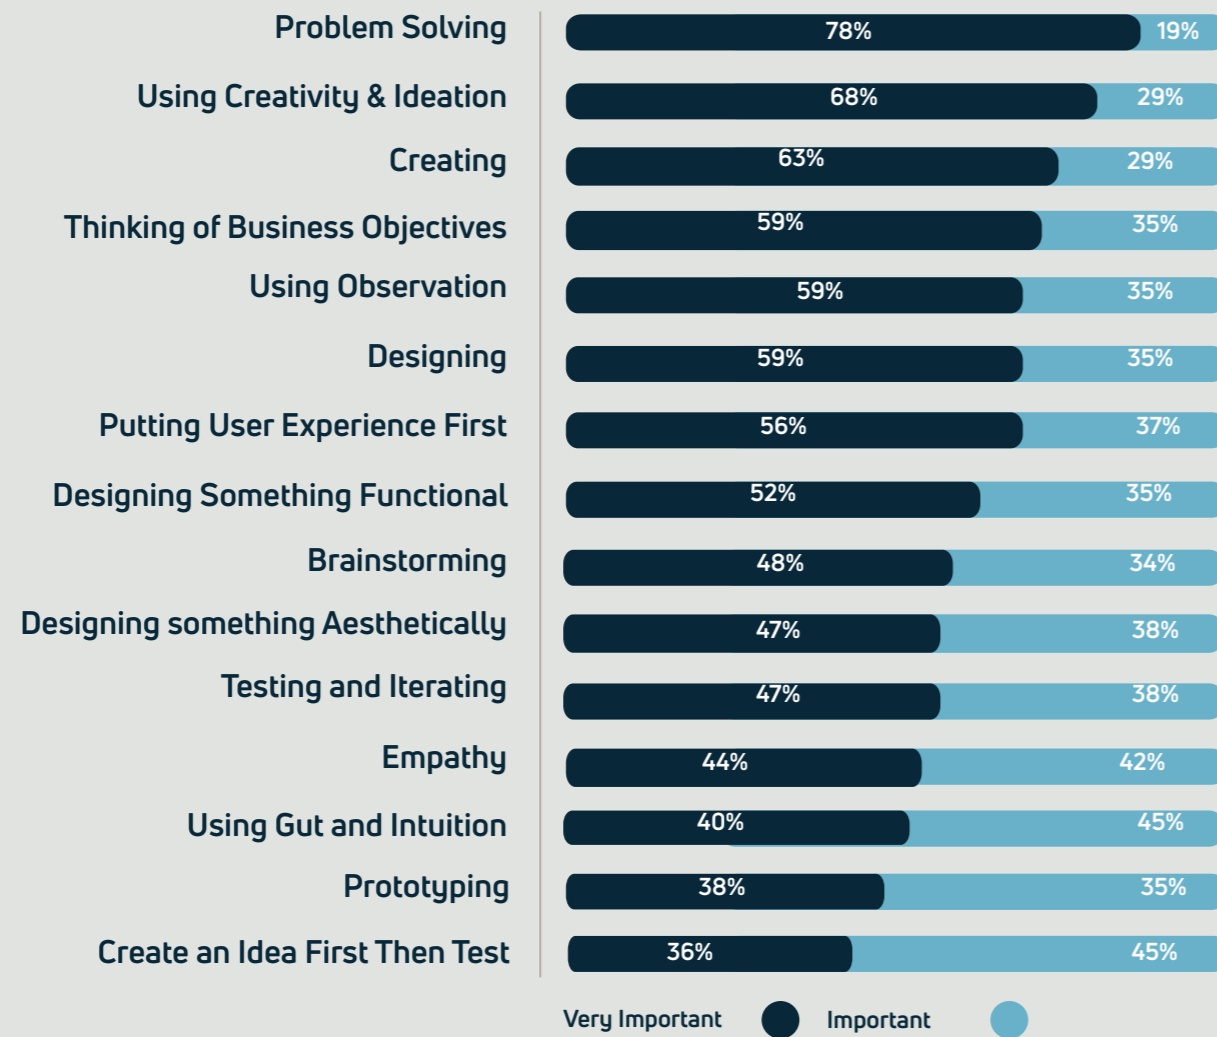 Problem Solving 78% 19%
Using Creativity & Ideation 68% 29%
Creating 63% 29%
Thinking of Business Objectives 59% 35%
Using Observation 59% 35%
Designing 59% 35%
Putting User Experience First 56% 37%
Designing Something Functional 52% 35%
Brainstorming 48% 34%
Designing something Aesthetically 47% 38%
Testing and Iterating 47% 38%
Empathy 44% 42%
Using Gut and Intuition 40% 45%
Prototyping 38% 35%
Create an Idea First Then Test 36% 45%
Very Important Important